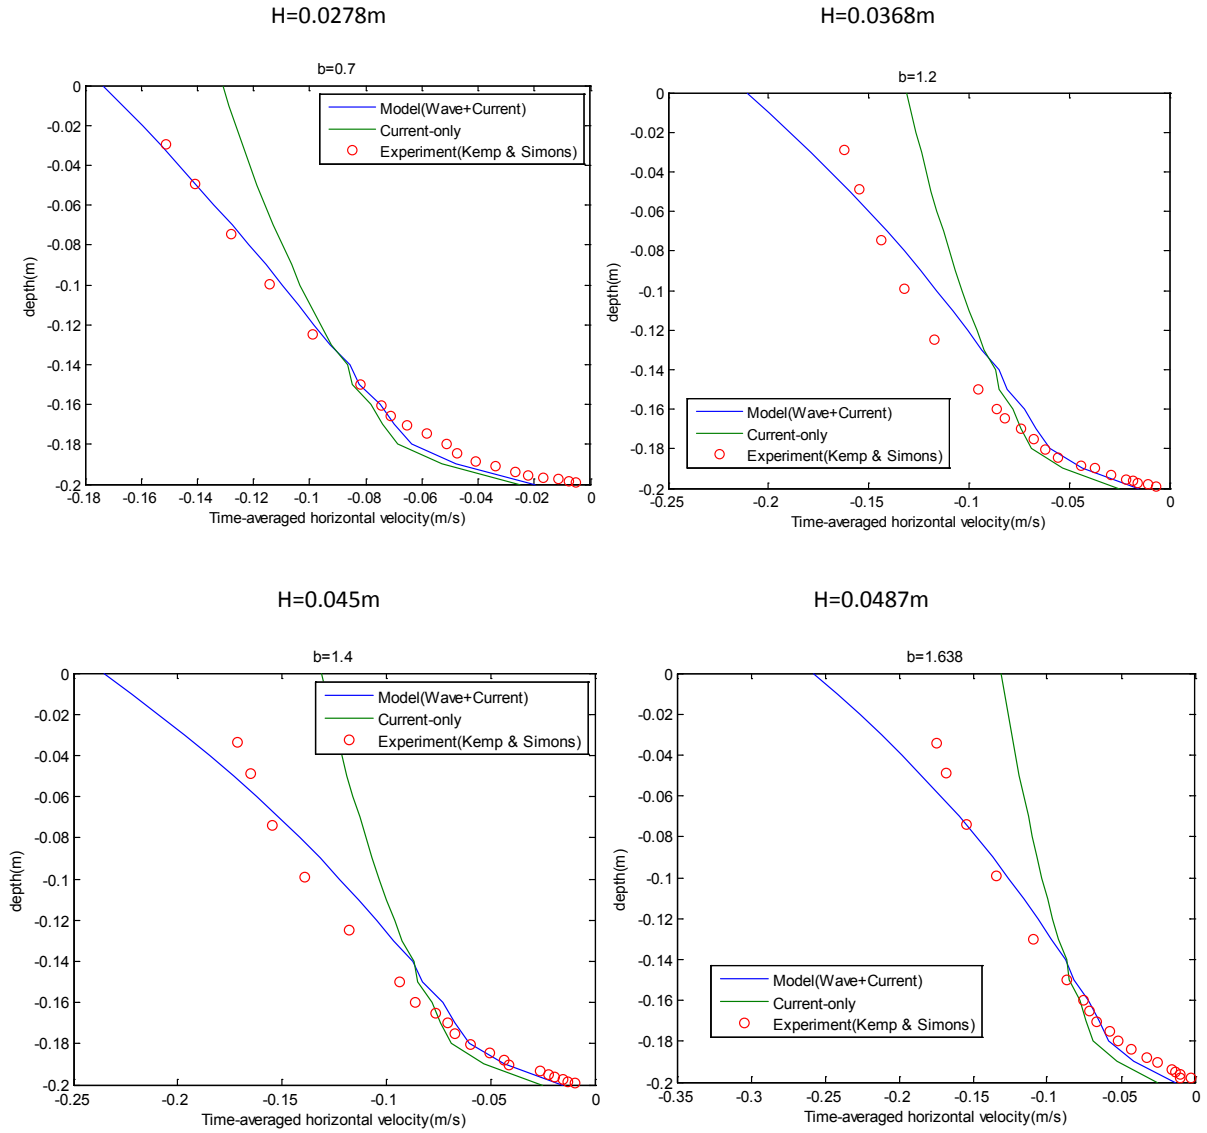 H=0.0278m
H=0.0368m
b=0.7
0
-0.02
-0.04
-0.06
-0.08
-0.1
-0.12
-0.14
-0.16
-0.18
-0.2
0.18
-0.16
-0.14
-0.12
-0.1
-0.08
-0.06
-0.04
-0.02
0
depth(m)
Time-averaged horizontal velocity(m/s)
Model(Wave+Current)
Current-only
Experiment(Kemp & Simons)
b=1.2
0
-0.02
-0.04
-0.06
-0.08
-0.1
-0.12
-0.14
-0.16
-0.18
-0.2
-0.25
-0.2
-0.15
-0.1
-0.05
0
depth(m)
Time-averaged horizontal velocity(m/s)
Model(Wave+Current)
Current-only
Experiment(Kemp & Simons)
H=0.045m
H=0.0487m
b=1.4
0
-0.02
-0.04
-0.06
-0.08
-0.1
-0.12
-0.14
-0.16
-0.18
-0.2
-0.25
-0.2
-0.15
-0.1
-0.05
0
depth(m)
Time-averaged horizontal velocity(m/s)
Model(Wave+Current)
Current-only
Experiment(Kemp & Simons)
b=1.638
0
-0.02
-0.04
-0.06
-0.08
-0.1
-0.12
-0.14
-0.16
-0.18
-0.2
-0.35
-0.3
-0.25
-0.2
-0.15
-0.1
-0.05
0
depth(m)
Time-averaged horizontal velocity(m/s)
Model(Wave+Current)
Current-only
Experiment(Kemp & Simons)